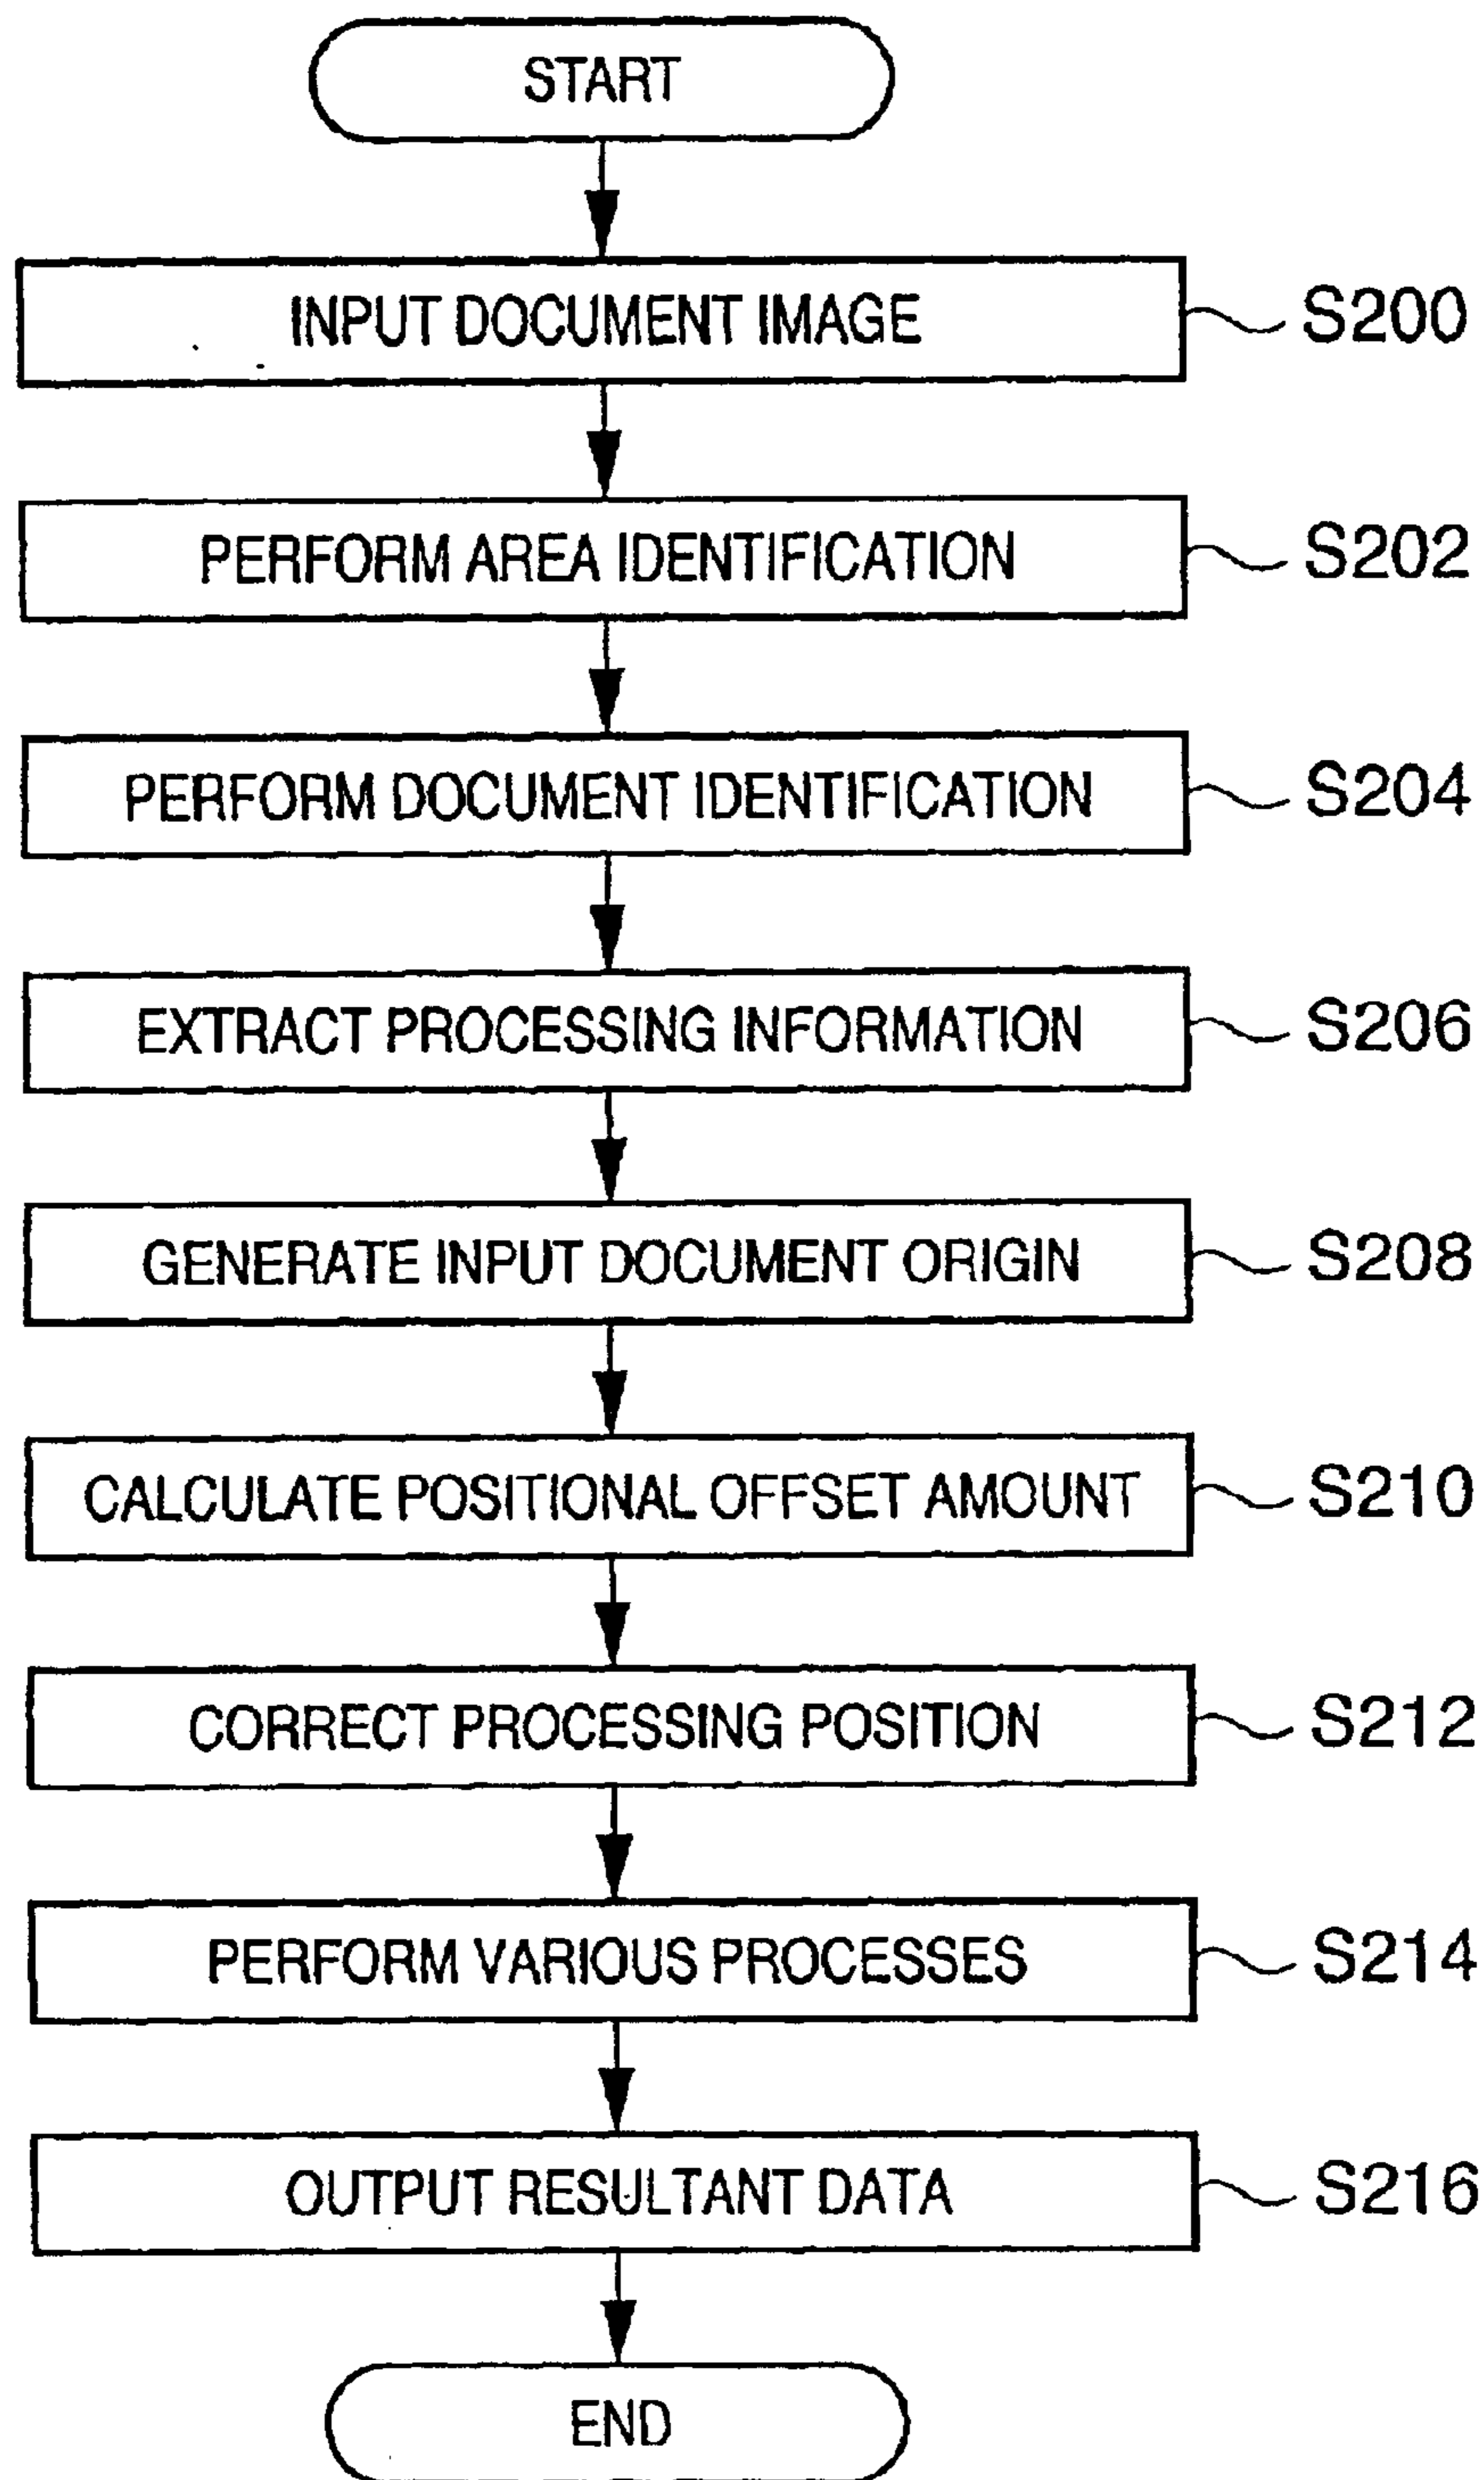 START
INPUT DOCUMENT IMAGE S200
PERFORM AREA IDENTIFICATION S202
PERFORM DOCUMENT IDENTIFICATION S204
EXTRACT PROCESSING INFORMATION S206
GENERATE INPUT DOCUMENT ORIGIN S208
CALCULATE POSITIONAL OFFSET AMOUNT S210
CORRECT PROCESSING POSITION S212
PERFORM VARIOUS PROCESSES S214
OUTPUT RESULTANT DATA S216
END